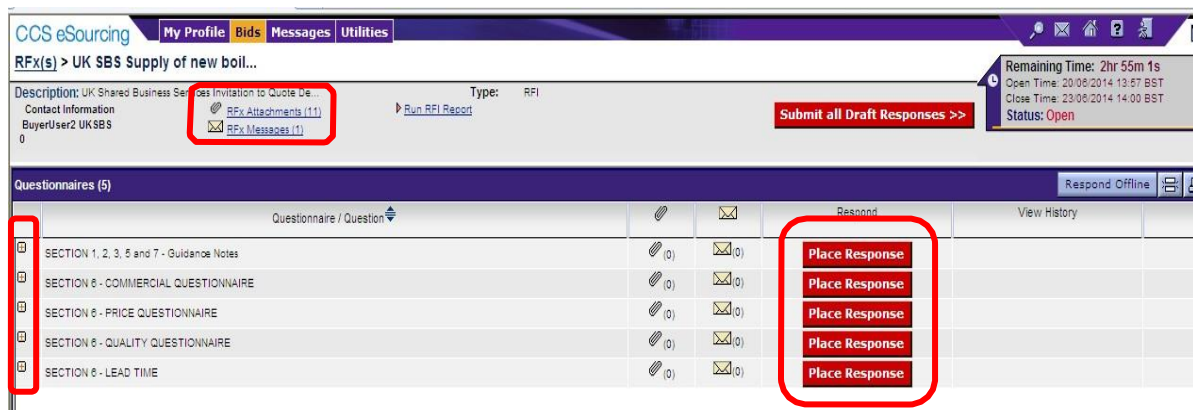 CCS eSourcing My Profile Bids Messages Utilities
RFx(s) > UK SBS Supply of new boil...
Remaining Time: 2hr 55m 1s
Open Time: 20/06/2014 13:57 BST
Close Time: 23/06/2014 14:00 BST
Status: Open
Description: UK Shared Business Services Invitation to Quote De... Type: RFI
Contact Information RFx Attachments (11) Run RFI Report
BuyerUser2 UKSBS RFx Messages (1)
0
Submit all Draft Responses >>
Questionnaires (5) Respond Offline
Questionnaire / Question Respond View History
SECTION 1, 2, 3, 5 and 7 - Guidance Notes (0) (0) Place Response
SECTION 6 - COMMERCIAL QUESTIONNAIRE (0) (0) Place Response
SECTION 6 - PRICE QUESTIONNAIRE (0) (0) Place Response
SECTION 6 - QUALITY QUESTIONNAIRE (0) (0) Place Response
SECTION 6 - LEAD TIME (0) (0) Place Response